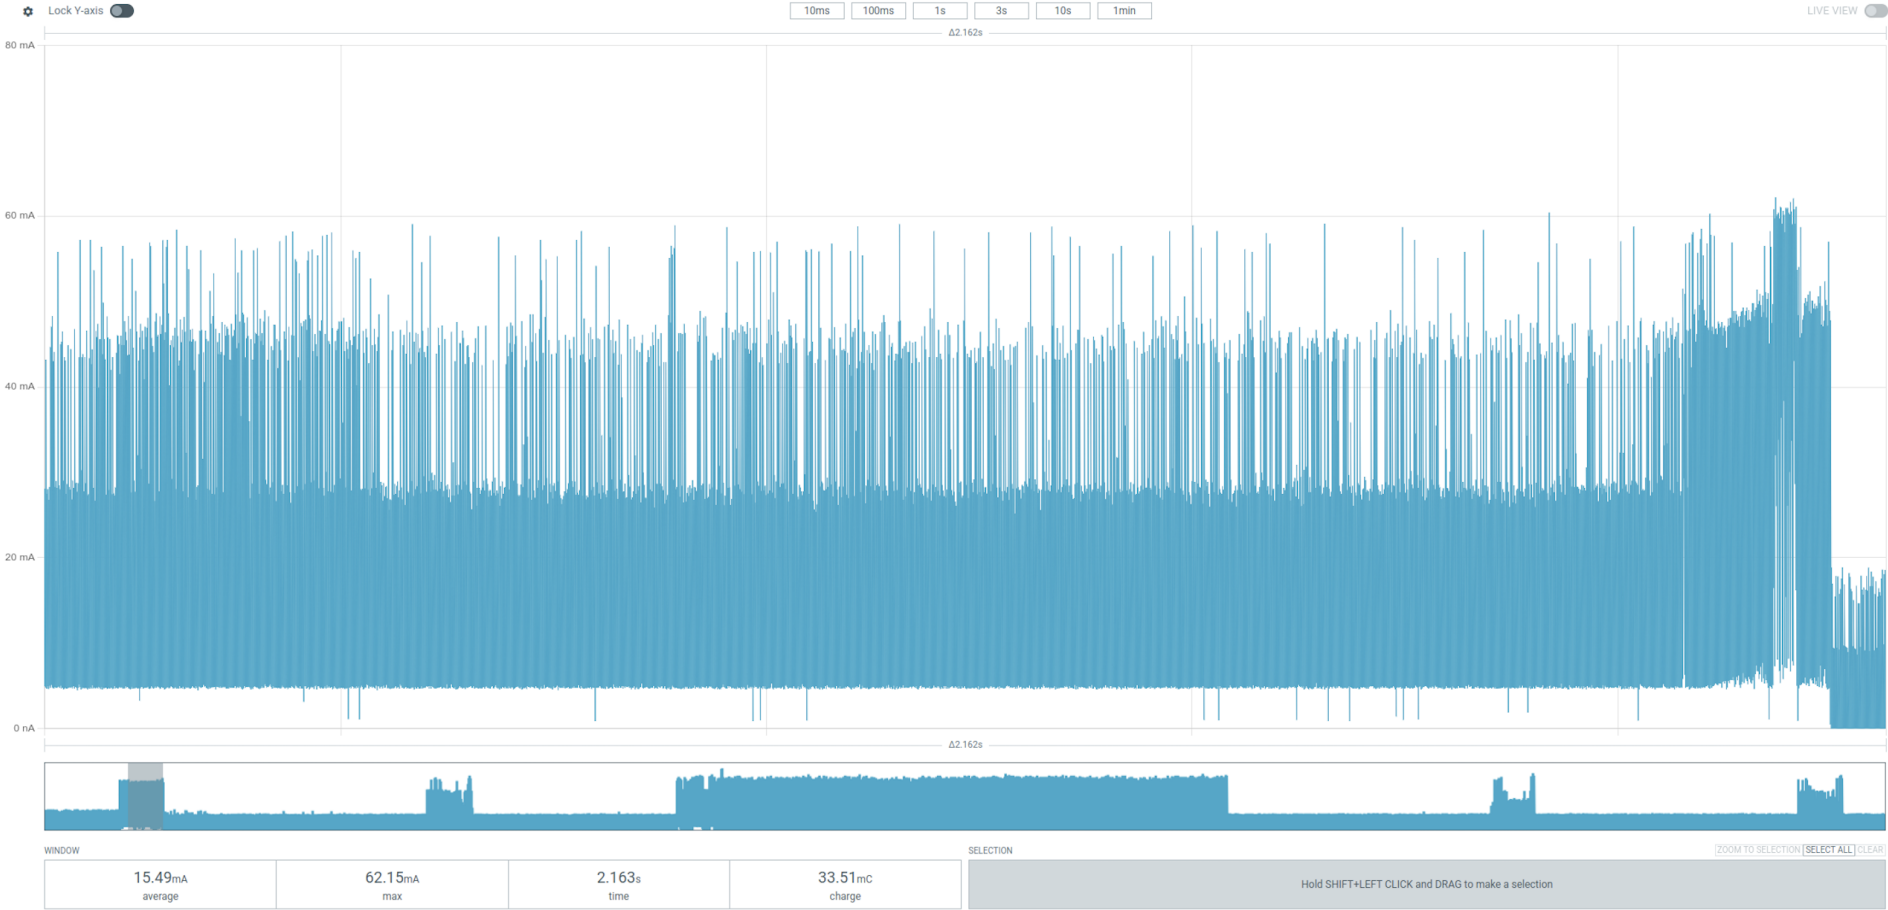 Lock Y-axis 10ms 100ms 1s 3s 10s 1min LIVE VIEW
Δ2.162s
80 mA
60 mA
40 mA
20 mA
0 nA
Δ2.162s
WINDOW SELECTION ZOOM TO SELECTION SELECT ALL CLEAR
15.49mA 62.15mA 2.163s 33.51mC
average max time charge
Hold SHIFT+LEFT CLICK and DRAG to make a selection